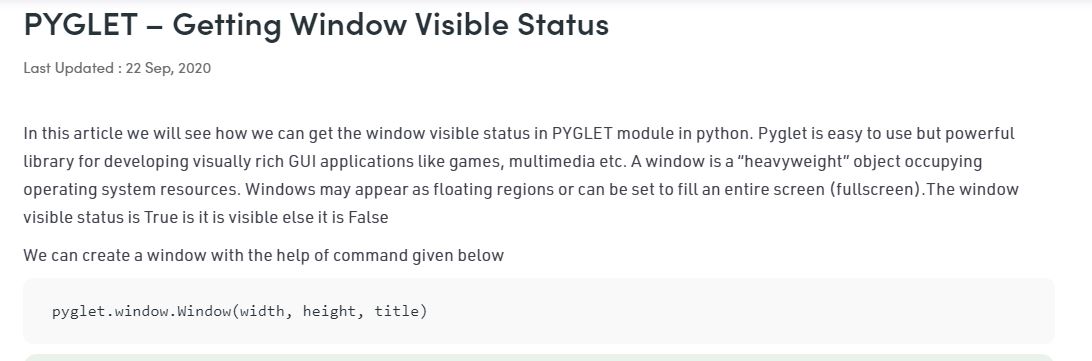 PYGLET – Getting Window Visible Status
Last Updated : 22 Sep, 2020
In this article we will see how we can get the window visible status in PYGLET module in python. Pyglet is easy to use but powerful
library for developing visually rich GUI applications like games, multimedia etc. A window is a “heavyweight” object occupying
operating system resources. Windows may appear as floating regions or can be set to fill an entire screen (fullscreen).The window
visible status is True is it is visible else it is False
We can create a window with the help of command given below
pyglet.window.Window(width, height, title)